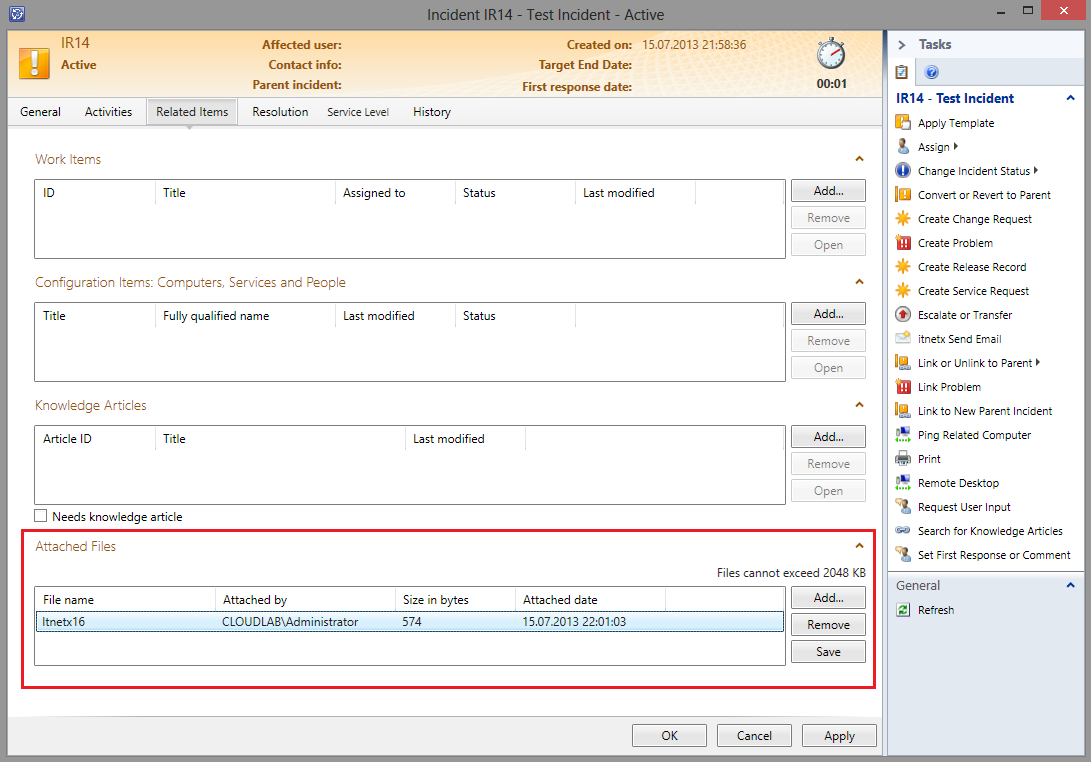 Incident IR14 - Test Incident - Active
IR14
Active
Affected user:
Contact info:
Parent incident:
Created on: 15.07.2013 21:58:36
Target End Date:
First response date:
00:01
General Activities Related Items Resolution Service Level History
Work Items
ID Title Assigned to Status Last modified
Add...
Remove
Open
Configuration Items: Computers, Services and People
Title Fully qualified name Last modified Status
Add...
Remove
Open
Knowledge Articles
Article ID Title Last modified
Add...
Remove
Open
Needs knowledge article
Attached Files
Files cannot exceed 2048 KB
File name Attached by Size in bytes Attached date
Itnetx16 CLOUDLAB\Administrator 574 15.07.2013 22:01:03
Add...
Remove
Save
OK Cancel Apply
Tasks
IR14 - Test Incident
Apply Template
Assign
Change Incident Status
Convert or Revert to Parent
Create Change Request
Create Problem
Create Release Record
Create Service Request
Escalate or Transfer
itnetx Send Email
Link or Unlink to Parent
Link Problem
Link to New Parent Incident
Ping Related Computer
Print
Remote Desktop
Request User Input
Search for Knowledge Articles
Set First Response or Comment
General
Refresh